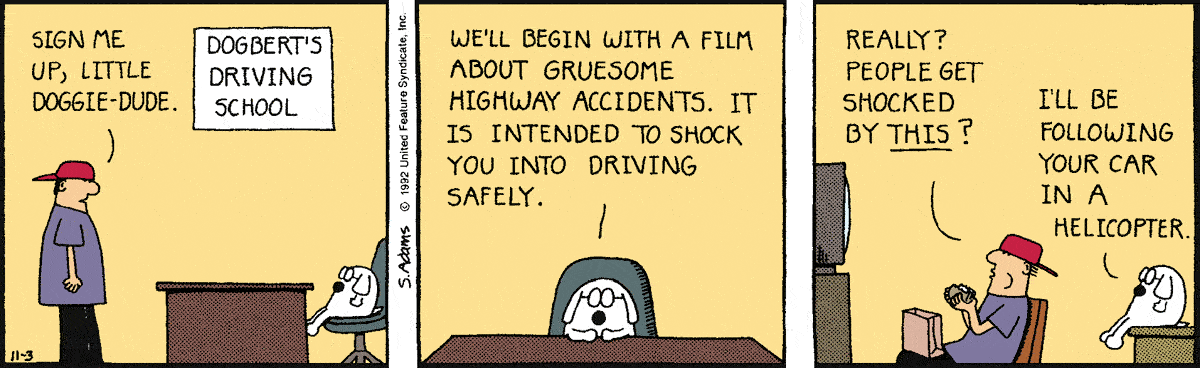 SIGN ME
UP, LITTLE
DOGGIE-DUDE.
DOGBERT'S
DRIVING
SCHOOL
11-3
S. Adams © 1992 United Feature Syndicate, Inc.
WE'LL BEGIN WITH A FILM
ABOUT GRUESOME
HIGHWAY ACCIDENTS. IT
IS INTENDED TO SHOCK
YOU INTO DRIVING
SAFELY.
REALLY?
PEOPLE GET
SHOCKED
BY THIS?
I'LL BE
FOLLOWING
YOUR CAR
IN A
HELICOPTER.